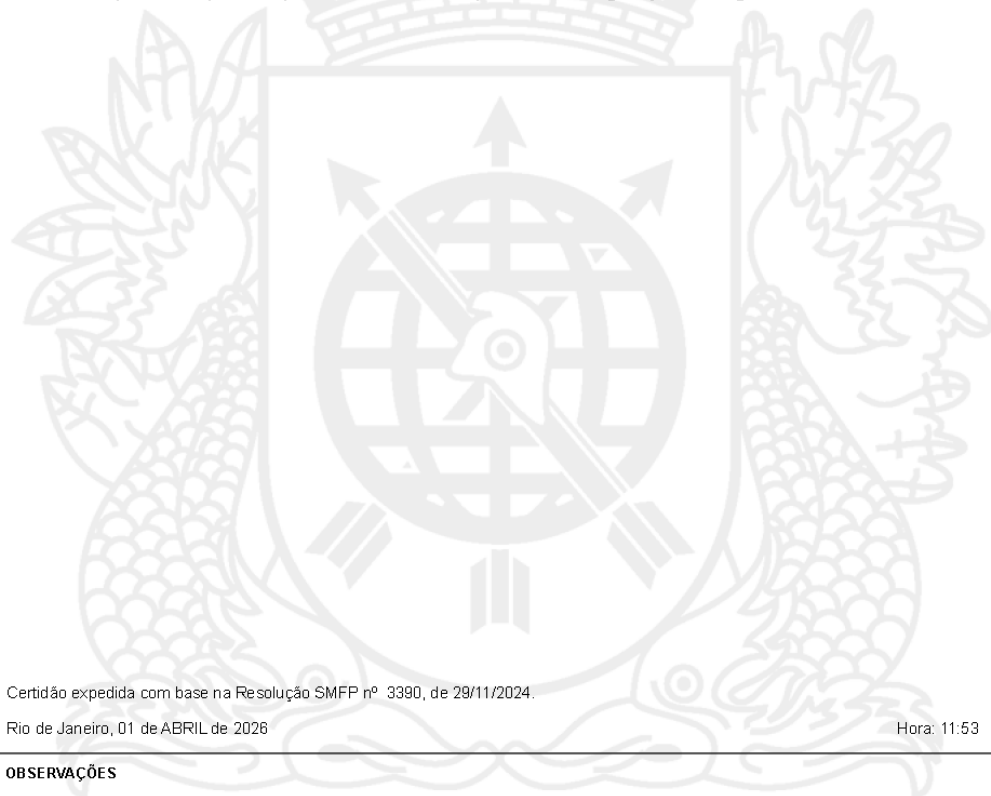 Certidão expedida com base na Resolução SMFP nº 3390, de 29/11/2024.
Rio de Janeiro, 01 de ABRIL de 2026 Hora: 11:53
OBSERVAÇÕES